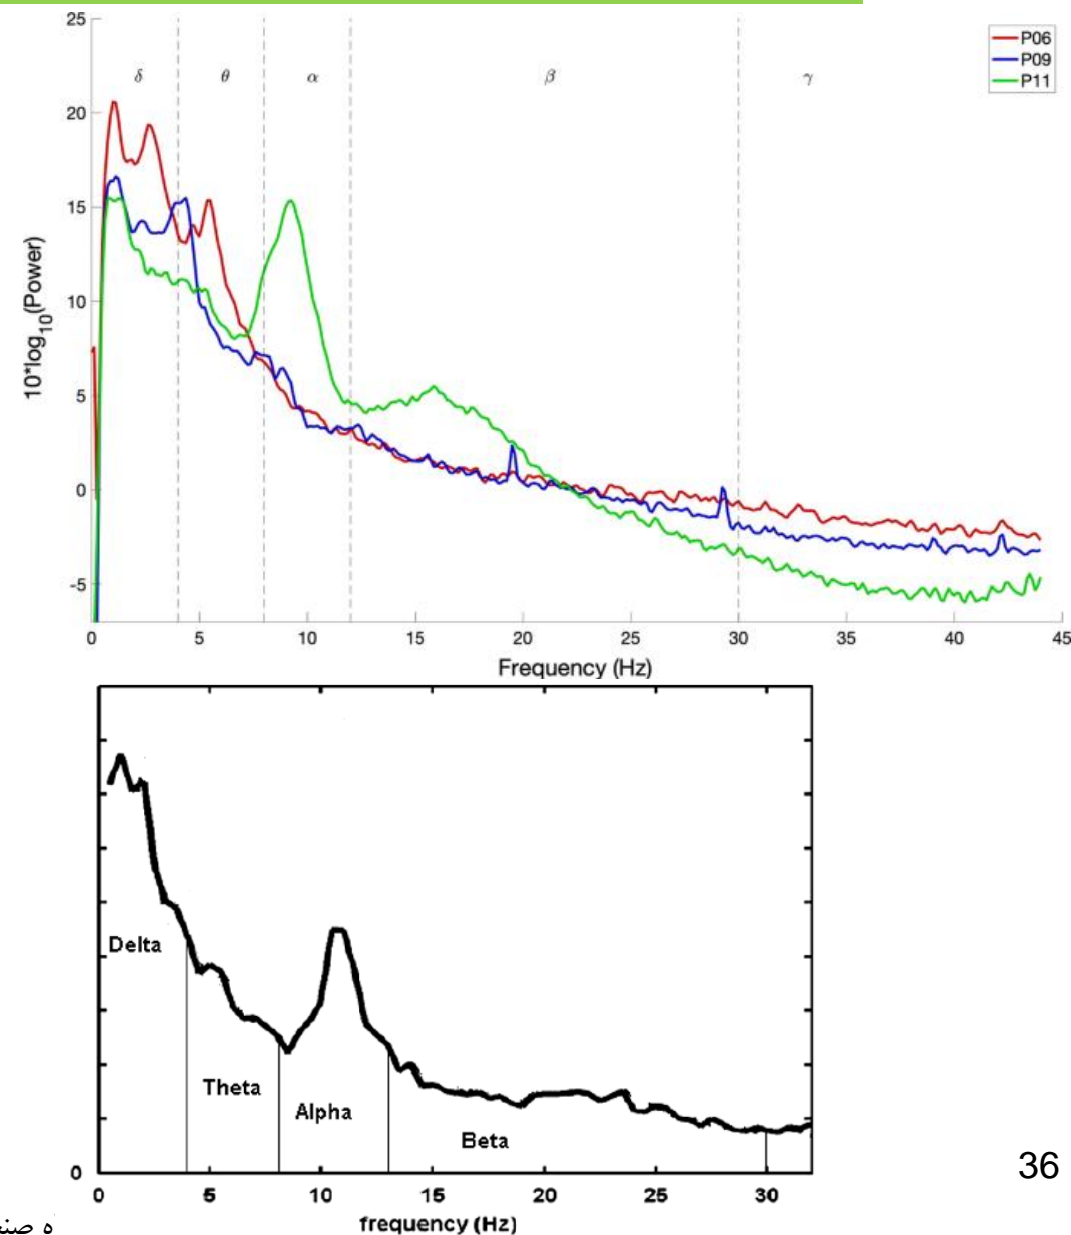 25
δ θ α β γ
P06
P09
P11
20
15
10
5
0
-5
10*log10(Power)
0 5 10 15 20 25 30 35 40 45
Frequency (Hz)
Delta
Theta
Alpha
Beta
0
0 5 10 15 20 25 30
frequency (Hz)
36